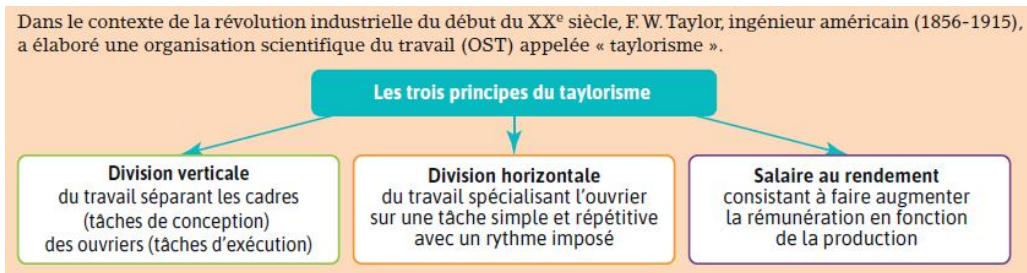 Dans le contexte de la révolution industrielle du début du XXe siècle, F. W. Taylor, ingénieur américain (1856-1915),
a élaboré une organisation scientifique du travail (OST) appelée « taylorisme ».
Les trois principes du taylorisme
Division verticale
du travail séparant les cadres
(tâches de conception)
des ouvriers (tâches d'exécution)
Division horizontale
du travail spécialisant l'ouvrier
sur une tâche simple et répétitive
avec un rythme imposé
Salaire au rendement
consistant à faire augmenter
la rémunération en fonction
de la production